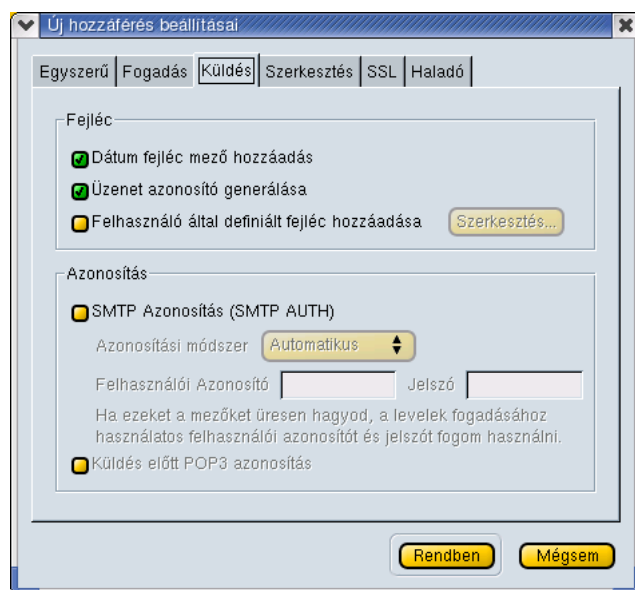 Új hozzáférés beállításai
Egyszerű Fogadás Küldés Szerkesztés SSL Haladó
Fejléc
Dátum fejléc mező hozzáadás
Üzenet azonosító generálása
Felhasználó által definiált fejléc hozzáadása Szerkesztés...
Azonosítás
SMTP Azonosítás (SMTP AUTH)
Azonosítási módszer Automatikus
Felhasználói Azonosító Jelszó
Ha ezeket a mezőket üresen hagyod, a levelek fogadásához
használatos felhasználói azonosítót és jelszót fogom használni.
Küldés előtt POP3 azonosítás
Rendben Mégsem